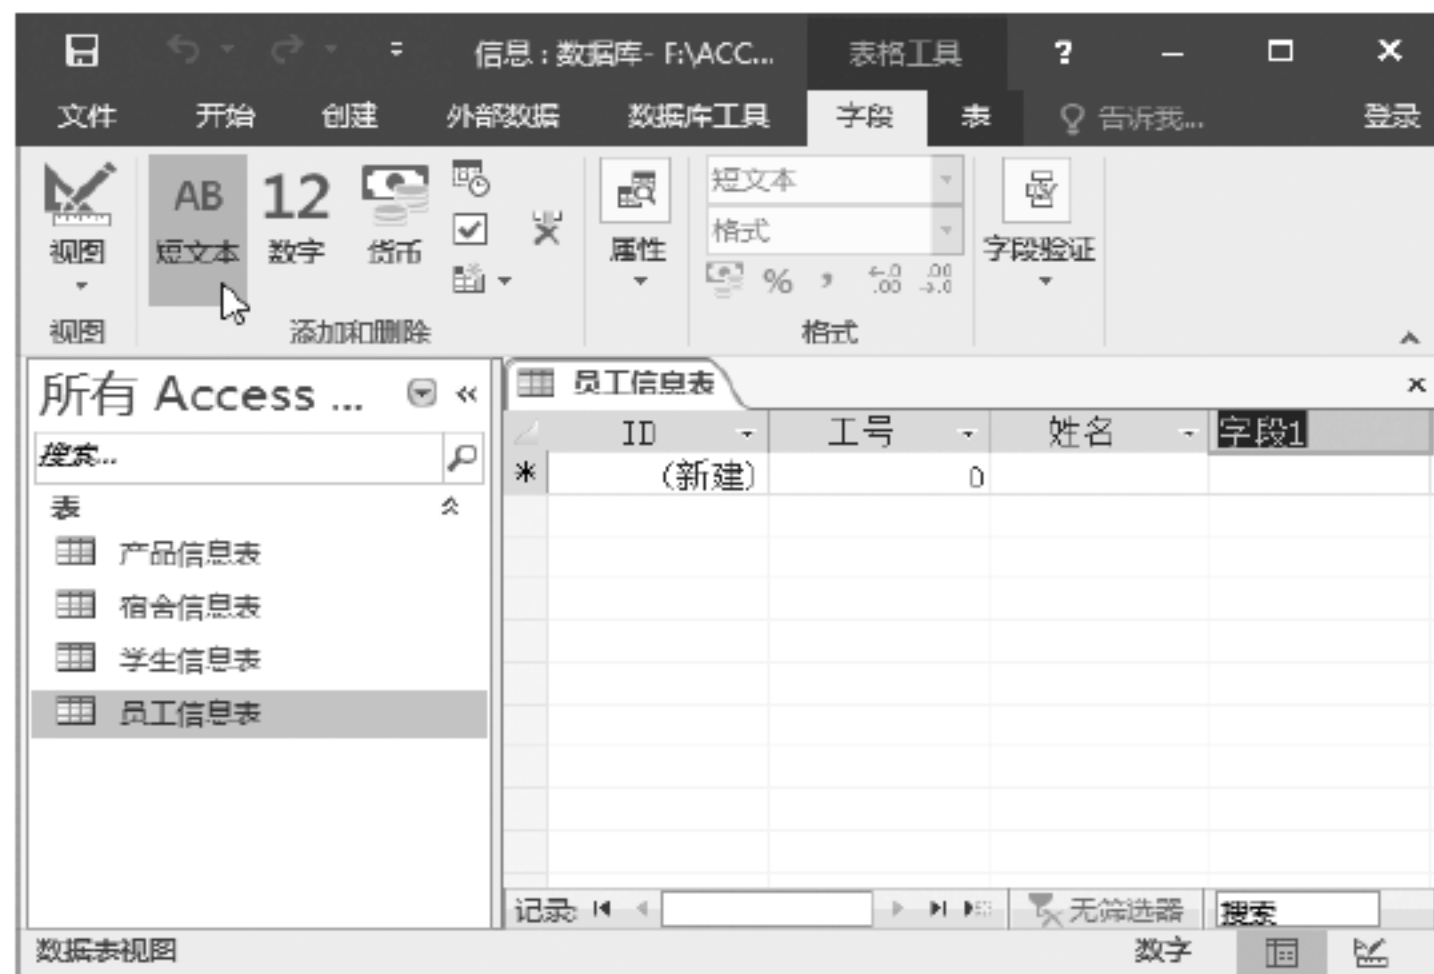 信息 : 数据库- F:\ACC... 表格工具 ?
文件 开始 创建 外部数据 数据库工具 字段 表 告诉我... 登录
AB 12 短文本
格式
视图 短文本 数字 货币 属性 字段验证
% , ←.0 .00 .00 →.0
视图 添加和删除 格式
所有 Access ... «
员工信息表
搜索...
ID 工号 姓名 字段1
* (新建) 0
表
产品信息表
宿舍信息表
学生信息表
员工信息表
记录: 无筛选器 搜索
数据表视图 数字